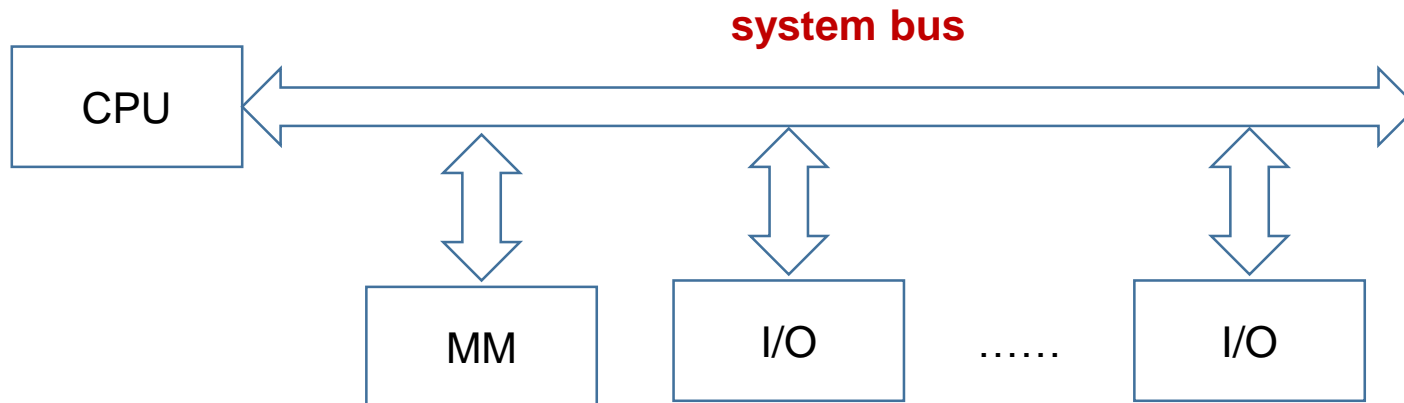 system bus
CPU
MM
I/O
......
I/O